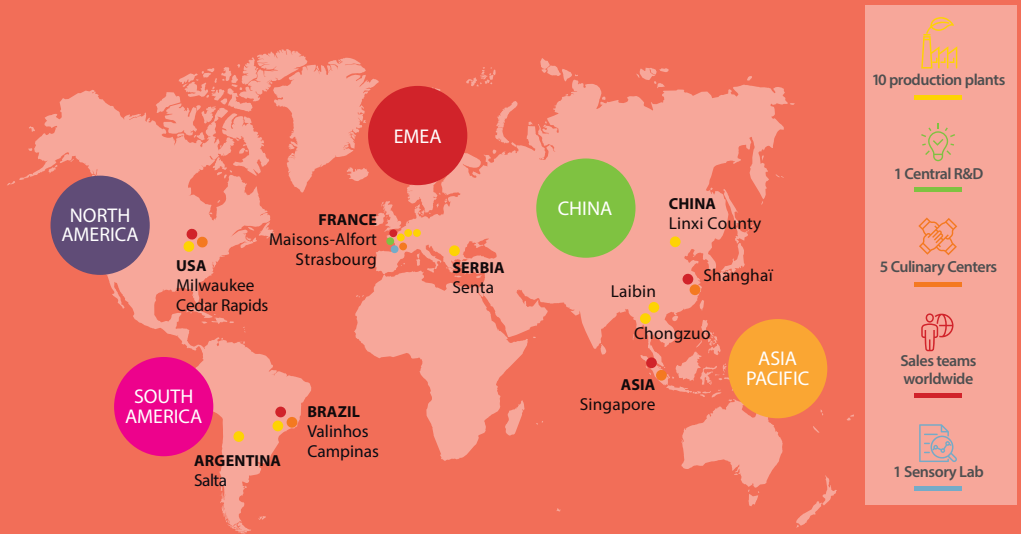 EMEA
NORTH
AMERICA
CHINA
FRANCE
Maisons-Alfort
Strasbourg
USA
Milwaukee
Cedar Rapids
SERBIA
Senta
CHINA
Linxi County
Shanghaï
Laibin
Chongzuo
ASIA
Singapore
ASIA
PACIFIC
SOUTH
AMERICA
BRAZIL
Valinhos
Campinas
ARGENTINA
Salta
10 production plants
1 Central R&D
5 Culinary Centers
Sales teams
worldwide
1 Sensory Lab